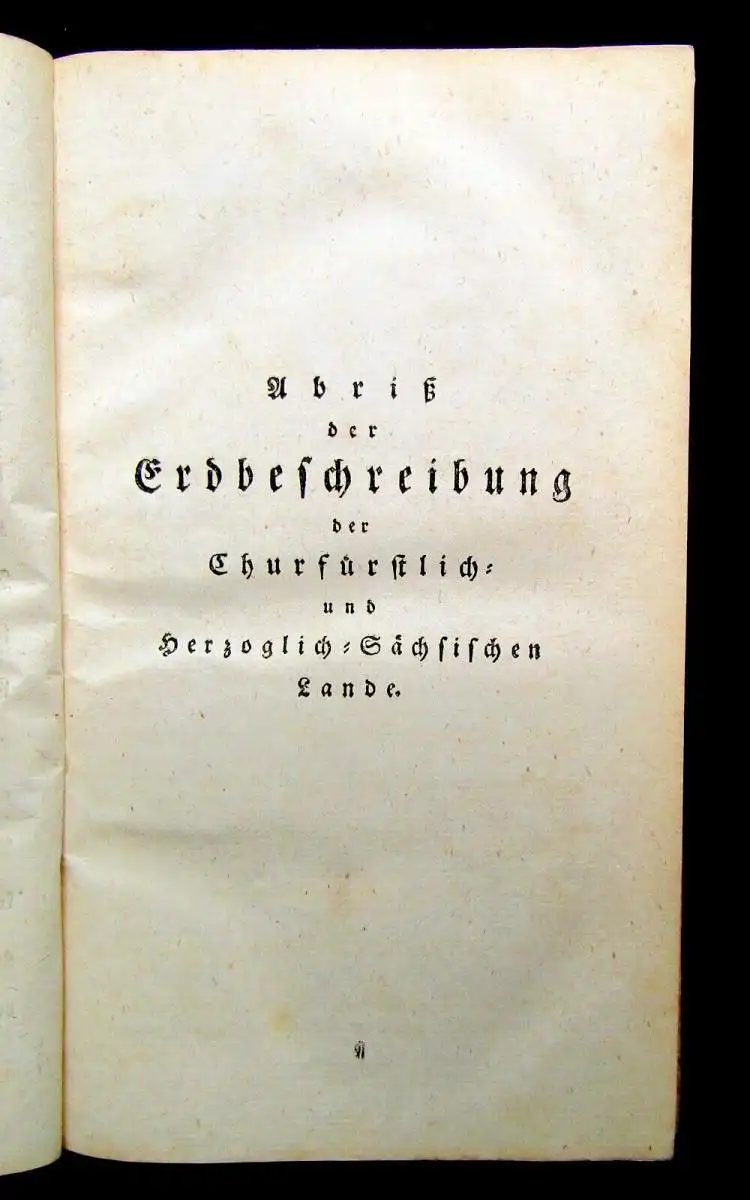 Abriß
der
Erdbeschreibung
der
Churfürstlich-
und
Herzoglich-Sächsischen
Lande.
A